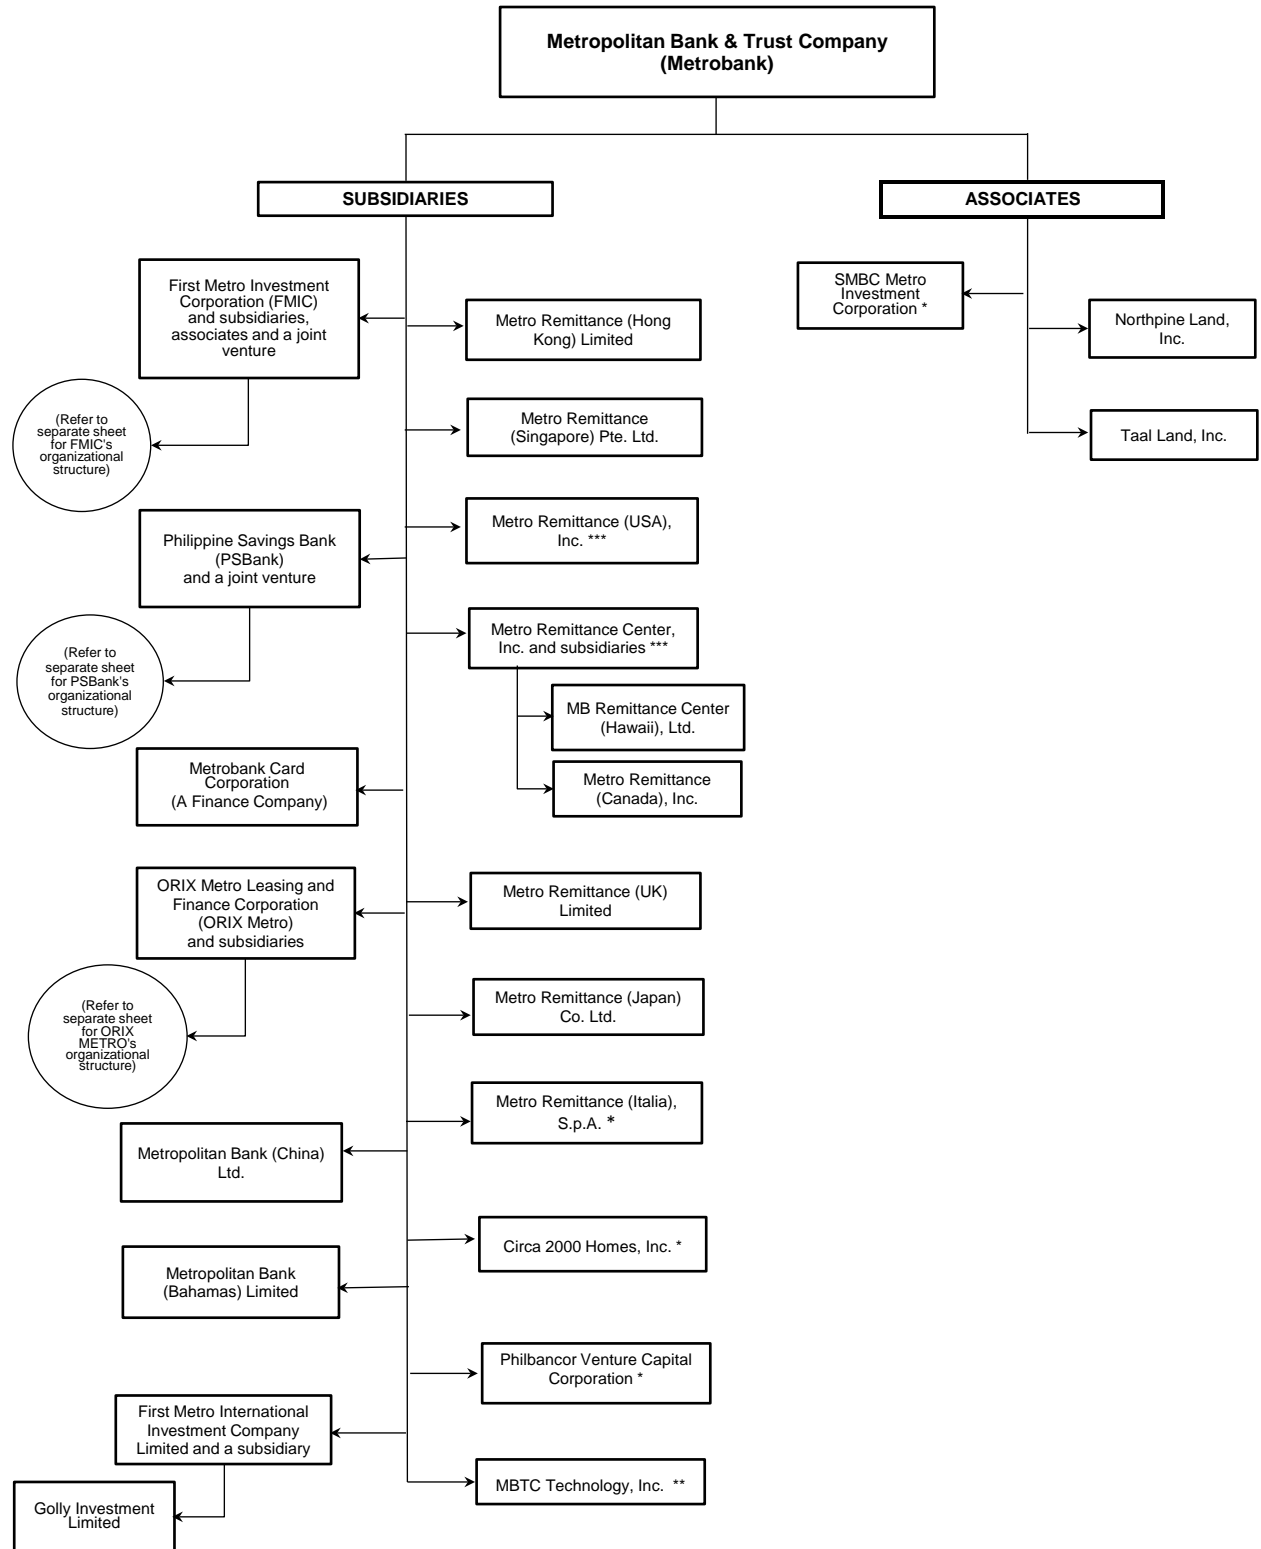 Metropolitan Bank & Trust Company
(Metrobank)
SUBSIDIARIES
ASSOCIATES
First Metro Investment
Corporation (FMIC)
and subsidiaries,
associates and a joint
venture
(Refer to
separate sheet
for FMIC's
organizational
structure)
Philippine Savings Bank
(PSBank)
and a joint venture
(Refer to
separate sheet
for PSBank's
organizational
structure)
Metrobank Card
Corporation
(A Finance Company)
ORIX Metro Leasing and
Finance Corporation
(ORIX Metro)
and subsidiaries
(Refer to
separate sheet
for ORIX
METRO's
organizational
structure)
Metropolitan Bank (China)
Ltd.
Metropolitan Bank
(Bahamas) Limited
First Metro International
Investment Company
Limited and a subsidiary
Golly Investment
Limited
Metro Remittance (Hong
Kong) Limited
Metro Remittance
(Singapore) Pte. Ltd.
Metro Remittance (USA),
Inc. ***
Metro Remittance Center,
Inc. and subsidiaries ***
MB Remittance Center
(Hawaii), Ltd.
Metro Remittance
(Canada), Inc.
Metro Remittance (UK)
Limited
Metro Remittance (Japan)
Co. Ltd.
Metro Remittance (Italia),
S.p.A. *
Circa 2000 Homes, Inc. *
Philbancor Venture Capital
Corporation *
MBTC Technology, Inc. **
SMBC Metro
Investment
Corporation *
Northpine Land,
Inc.
Taal Land, Inc.